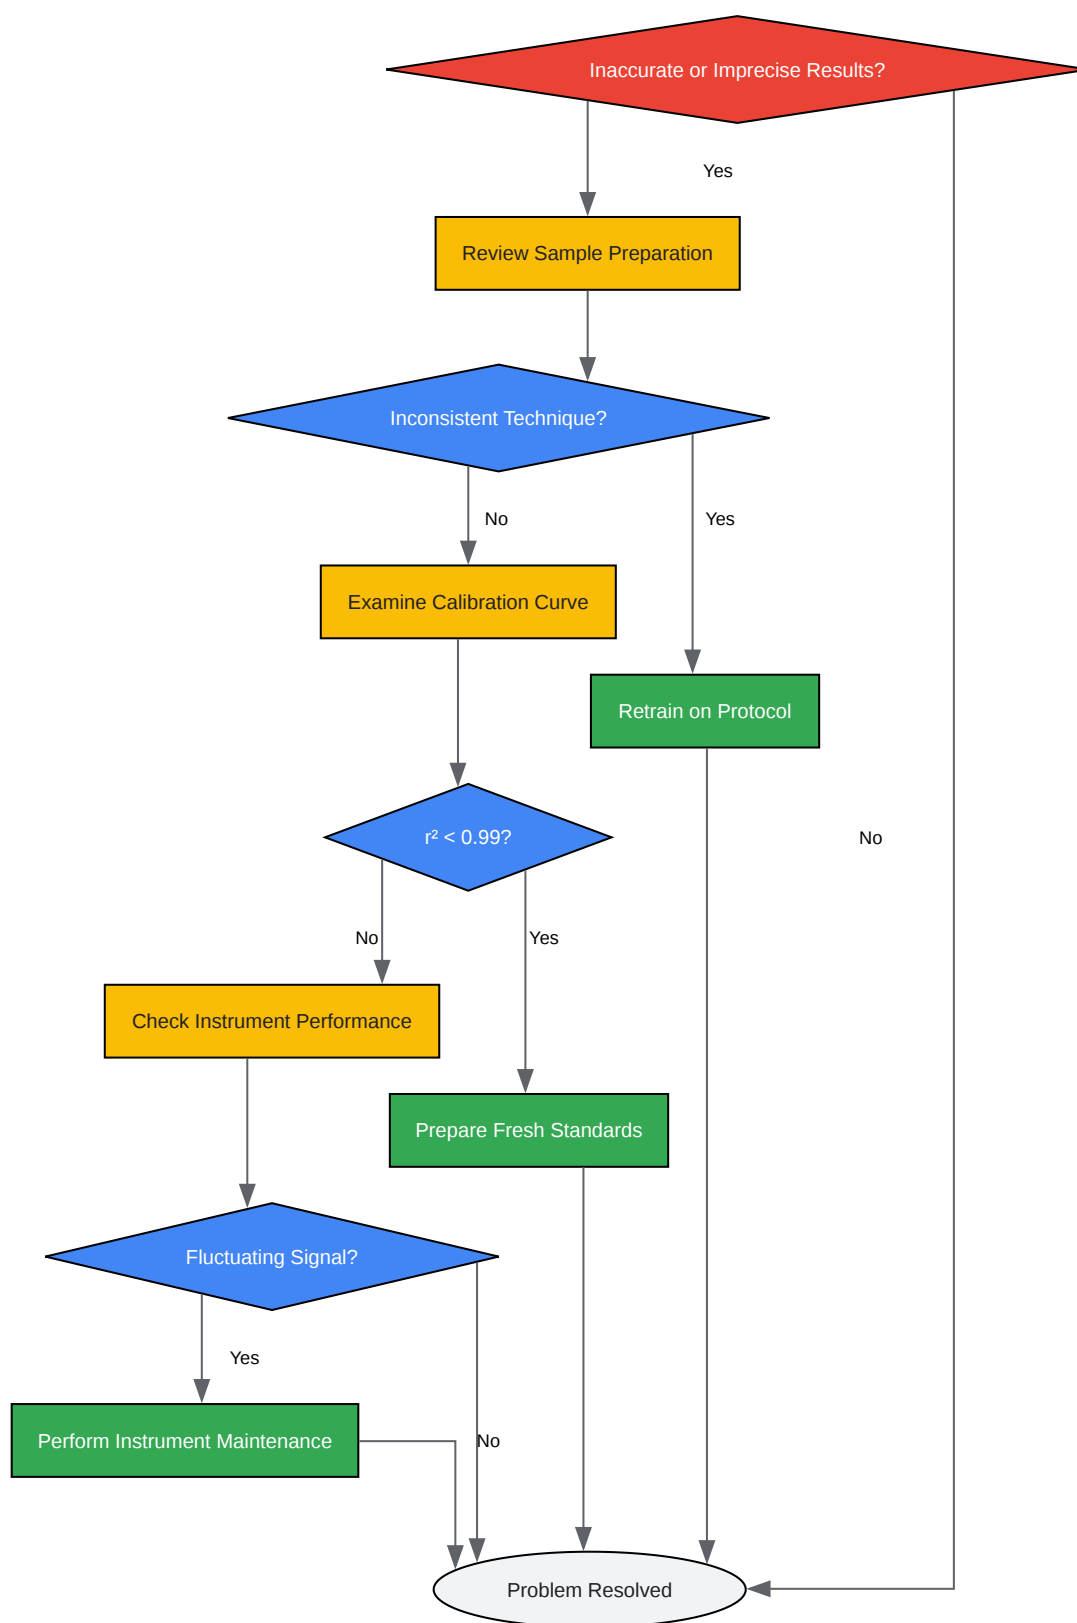 Inaccurate or Imprecise Results?
Yes
Review Sample Preparation
Inconsistent Technique?
No
Yes
Examine Calibration Curve
Retrain on Protocol
r² < 0.99?
No
No
Yes
Check Instrument Performance
Prepare Fresh Standards
Fluctuating Signal?
Yes
Perform Instrument Maintenance
No
Problem Resolved